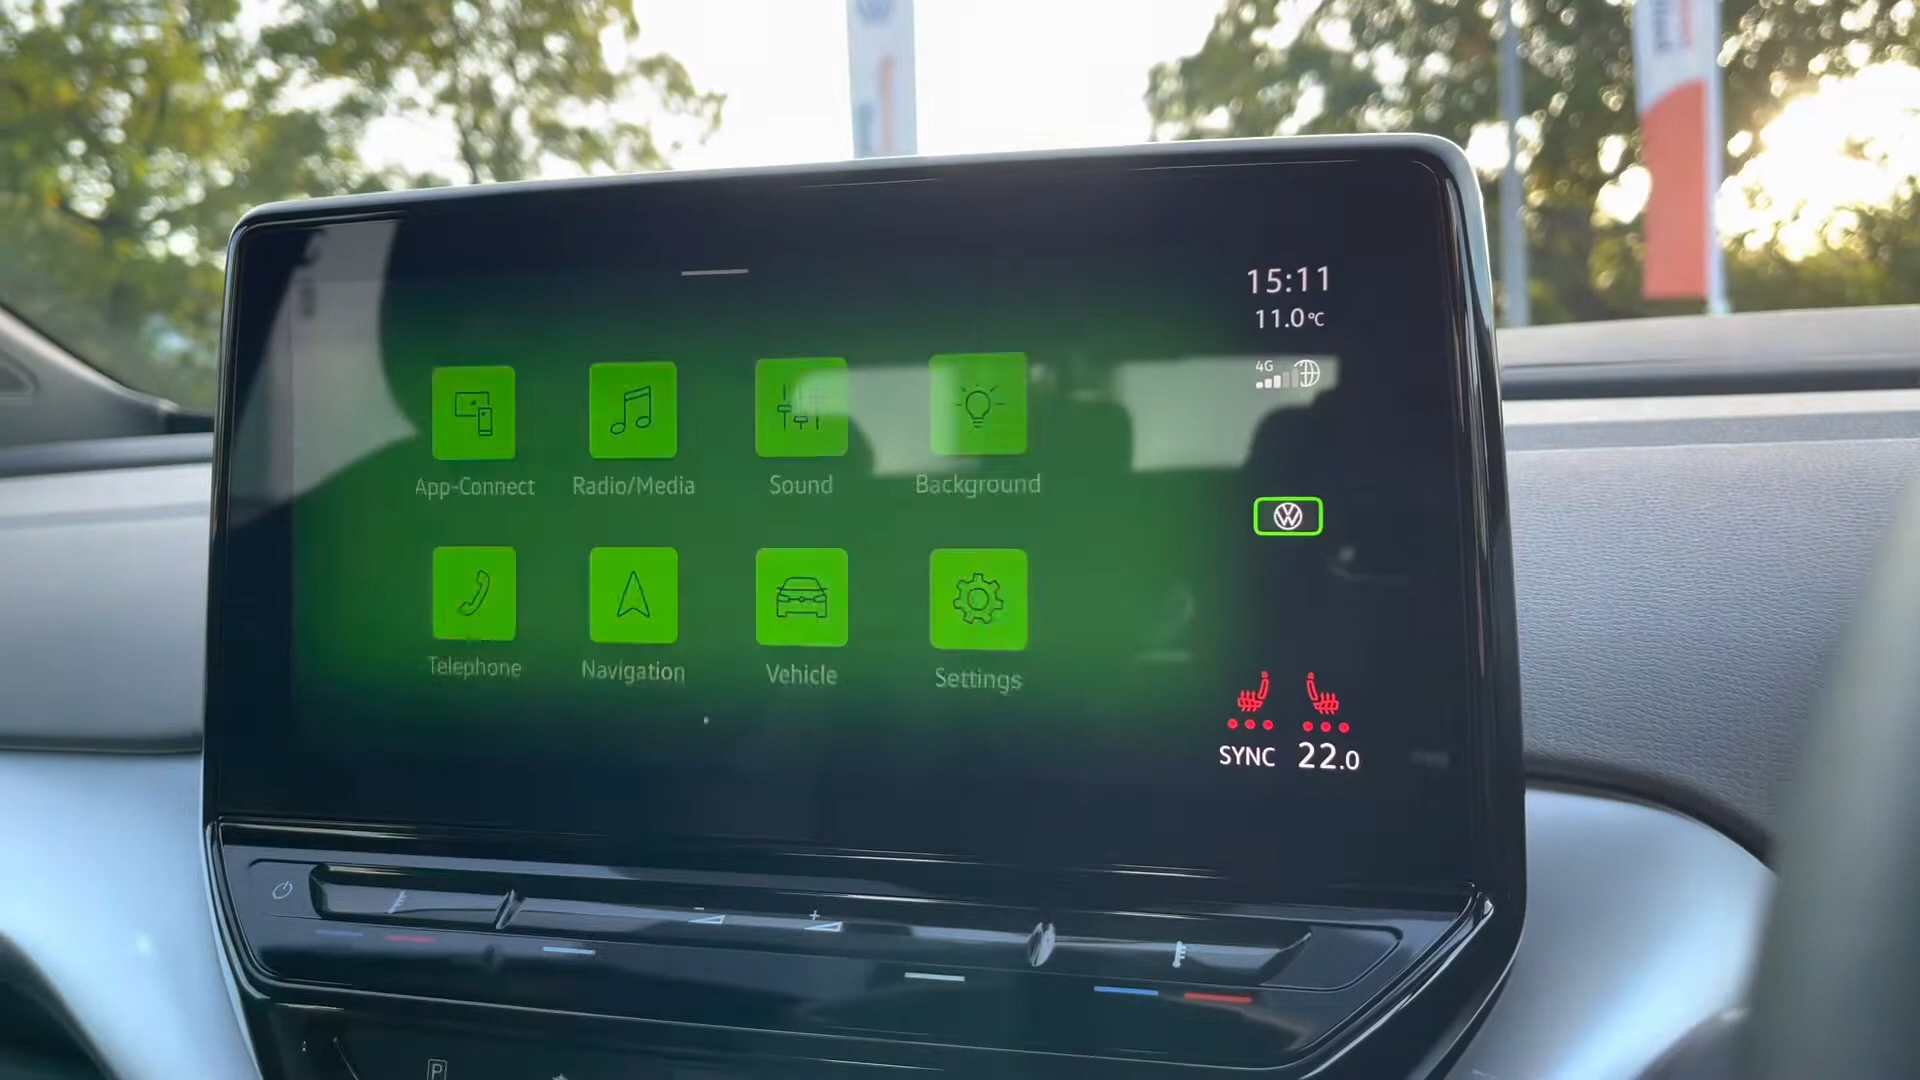 15:11
11.0°C
4G
App-Connect
Radio/Media
Sound
Background
Telephone
Navigation
Vehicle
Settings
SYNC
22.0
P